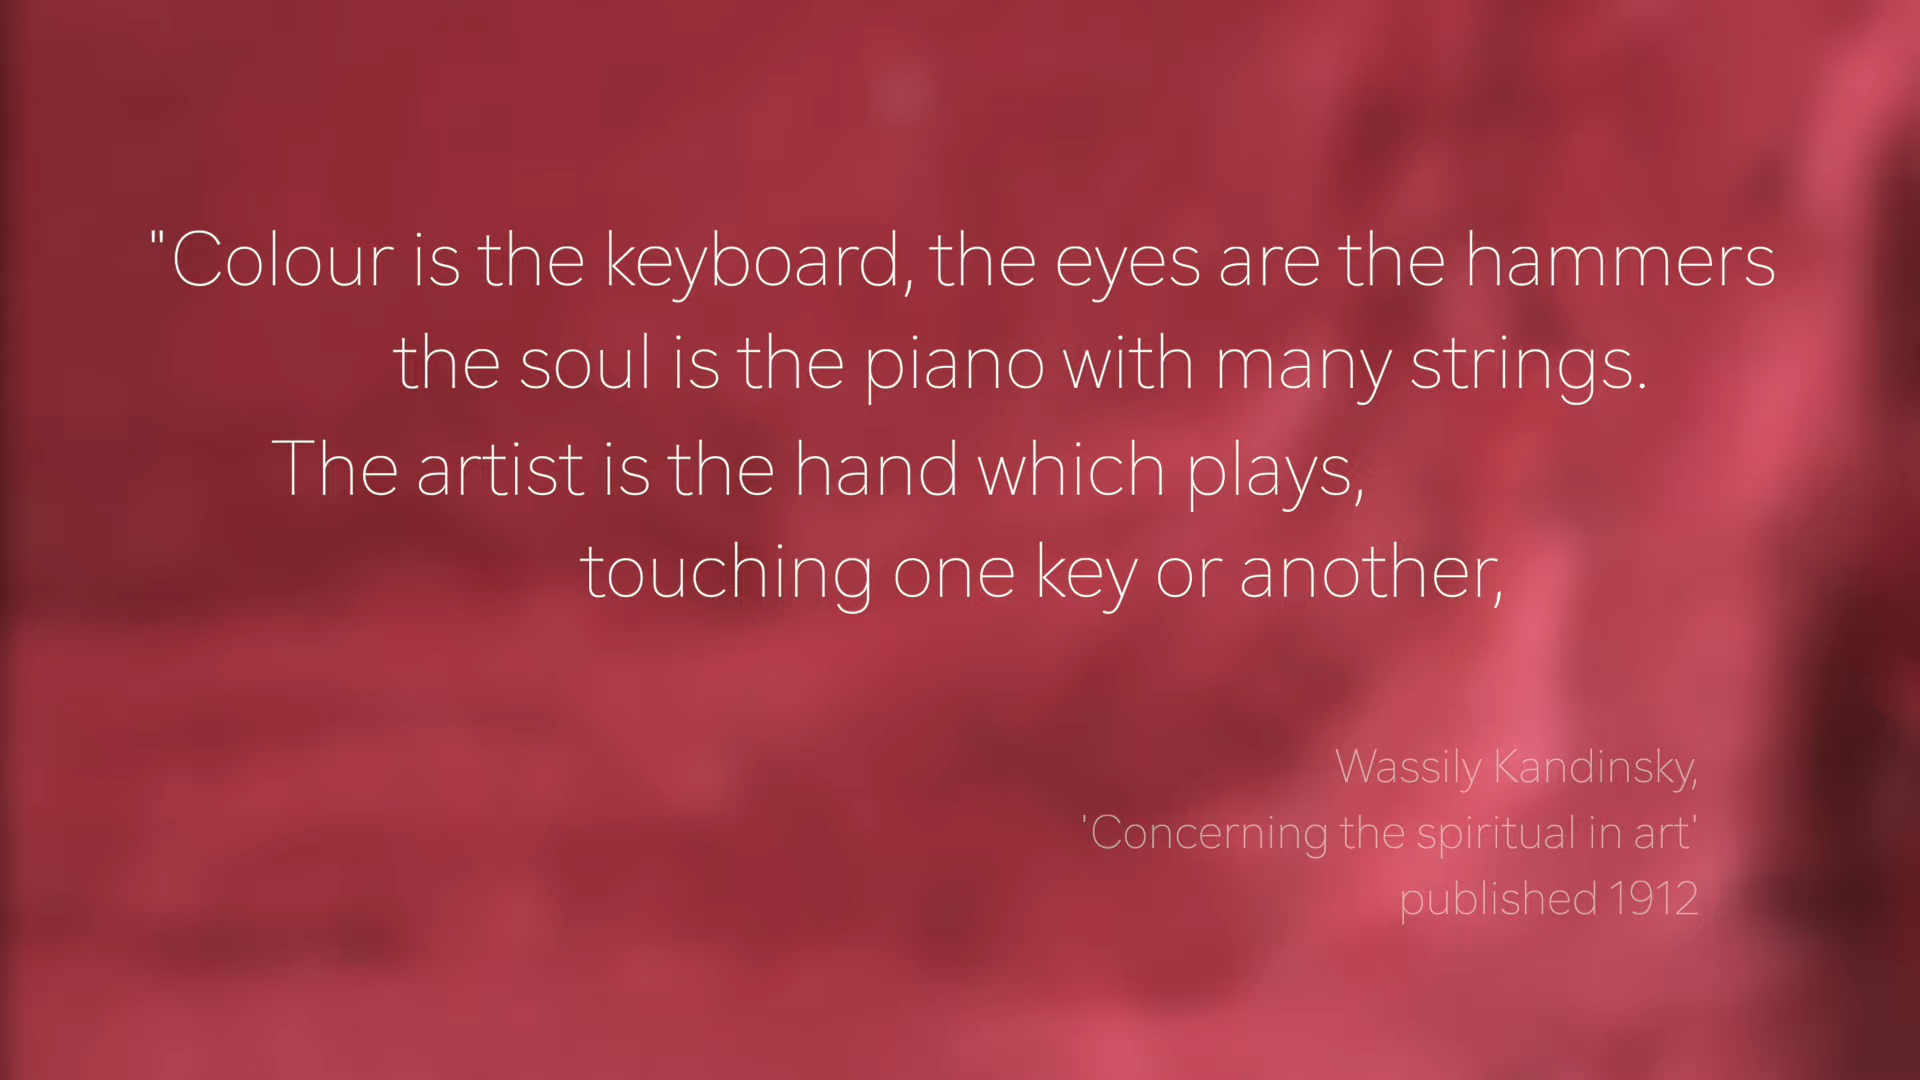 "Colour is the keyboard, the eyes are the hammers
the soul is the piano with many strings.
The artist is the hand which plays,
touching one key or another,
Wassily Kandinsky,
'Concerning the spiritual in art'
published 1912